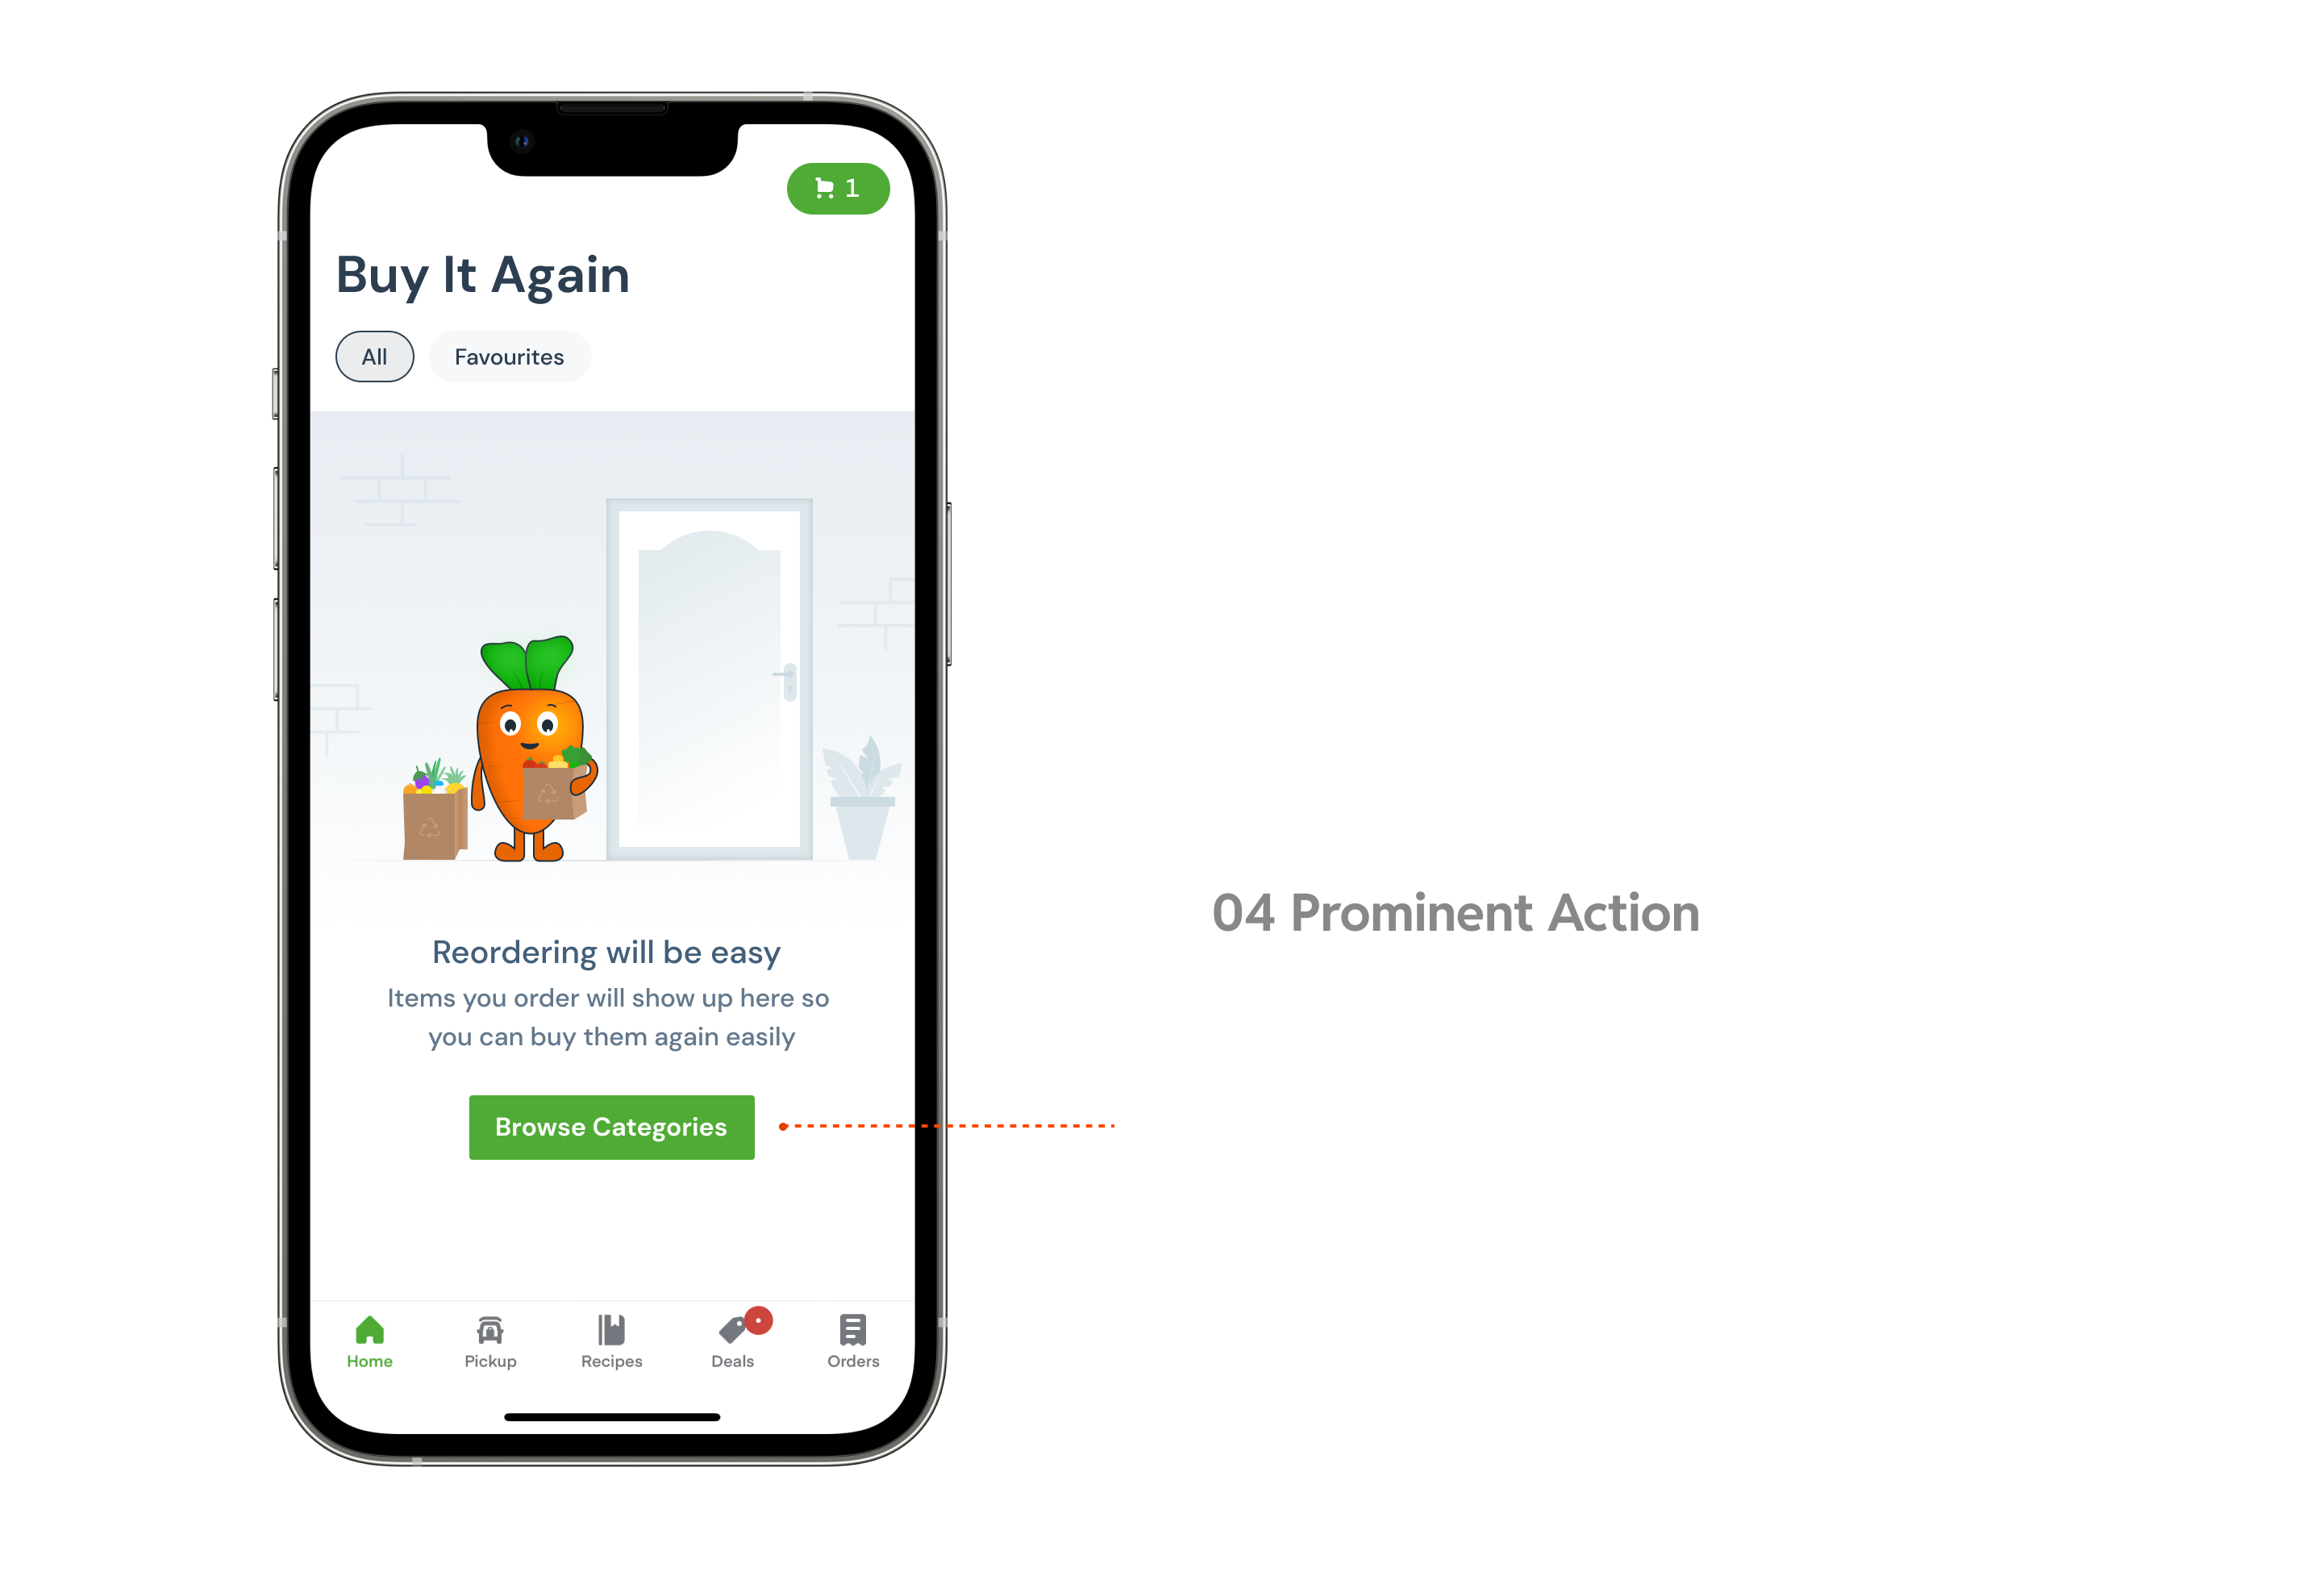 1
Buy It Again
All
Favourites
Reordering will be easy
Items you order will show up here so
you can buy them again easily
Browse Categories
04 Prominent Action
Home
Pickup
Recipes
Deals
Orders